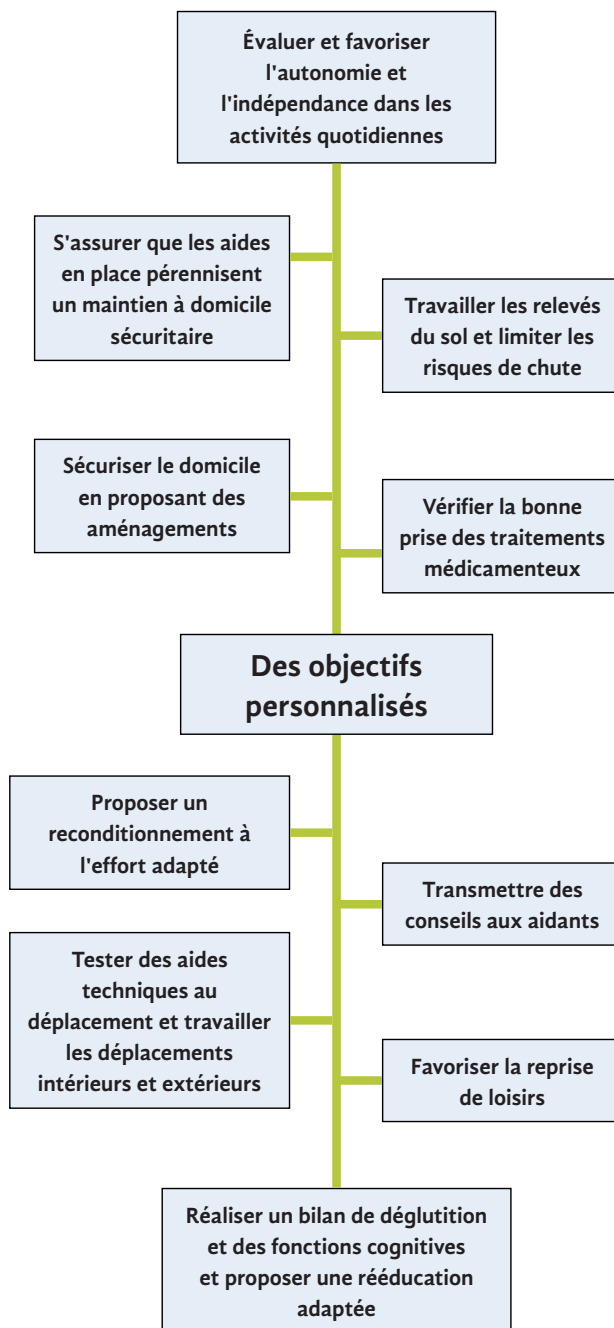 Évaluer et favoriser
l'autonomie et
l'indépendance dans les
activités quotidiennes
S'assurer que les aides
en place pérennisent
un maintien à domicile
sécuritaire
Travailler les relevés
du sol et limiter les
risques de chute
Sécuriser le domicile
en proposant des
aménagements
Vérifier la bonne
prise des traitements
médicamenteux
Des objectifs
personnalisés
Proposer un
reconditionnement à
l'effort adapté
Transmettre des
conseils aux aidants
Tester des aides
techniques au
déplacement et travailler
les déplacements
intérieurs et extérieurs
Favoriser la reprise
de loisirs
Réaliser un bilan de déglutition
et des fonctions cognitives
et proposer une rééducation
adaptée